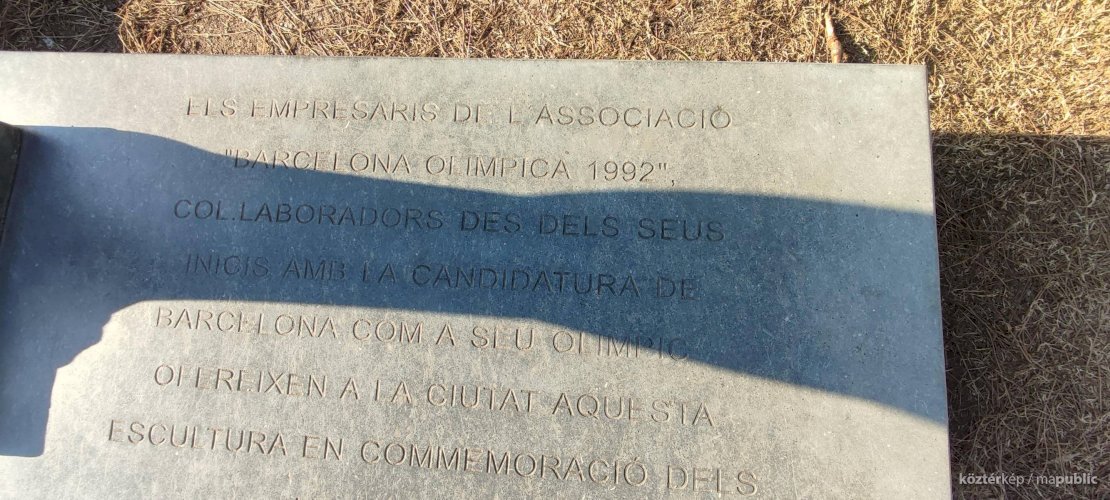 ELS EMPRESARIS DE L'ASSOCIACIÓ
"BARCELONA OLIMPICA 1992",
COL.LABORADORS DES DELS SEUS
INICIS AMB LA CANDIDATURA DE
BARCELONA COM A SEU OLIMPIC
OFEREIXEN A LA CIUTAT AQUESTA
ESCULTURA EN COMMEMORACIÓ DELS
köztérkép / mapublic